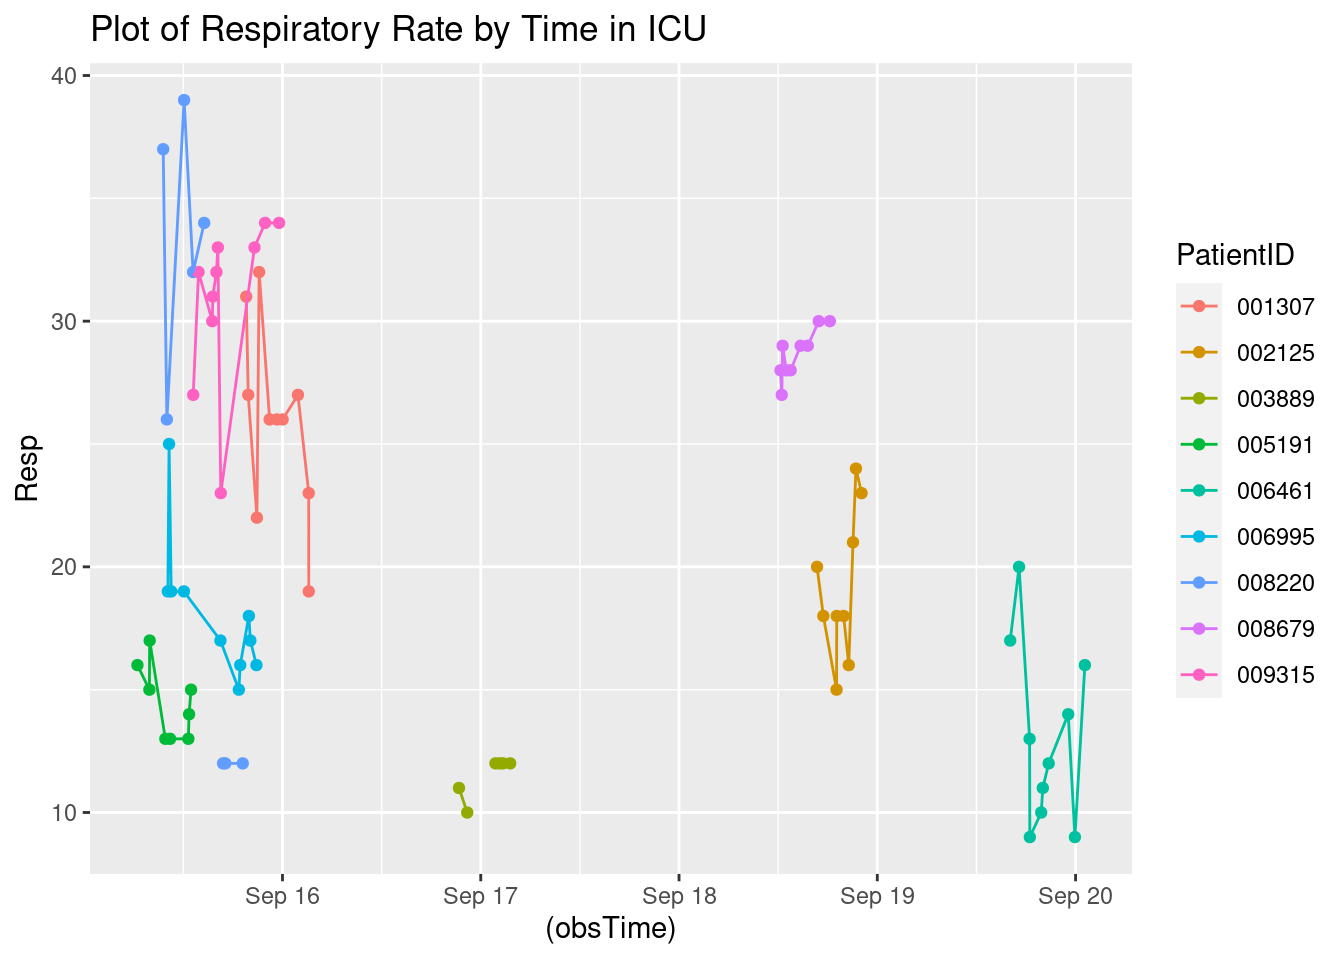 Plot of Respiratory Rate by Time in ICU
40
30
20
10
Resp
Sep 16
Sep 17
Sep 18
Sep 19
Sep 20
(obsTime)
PatientID
001307
002125
003889
005191
006461
006995
008220
008679
009315